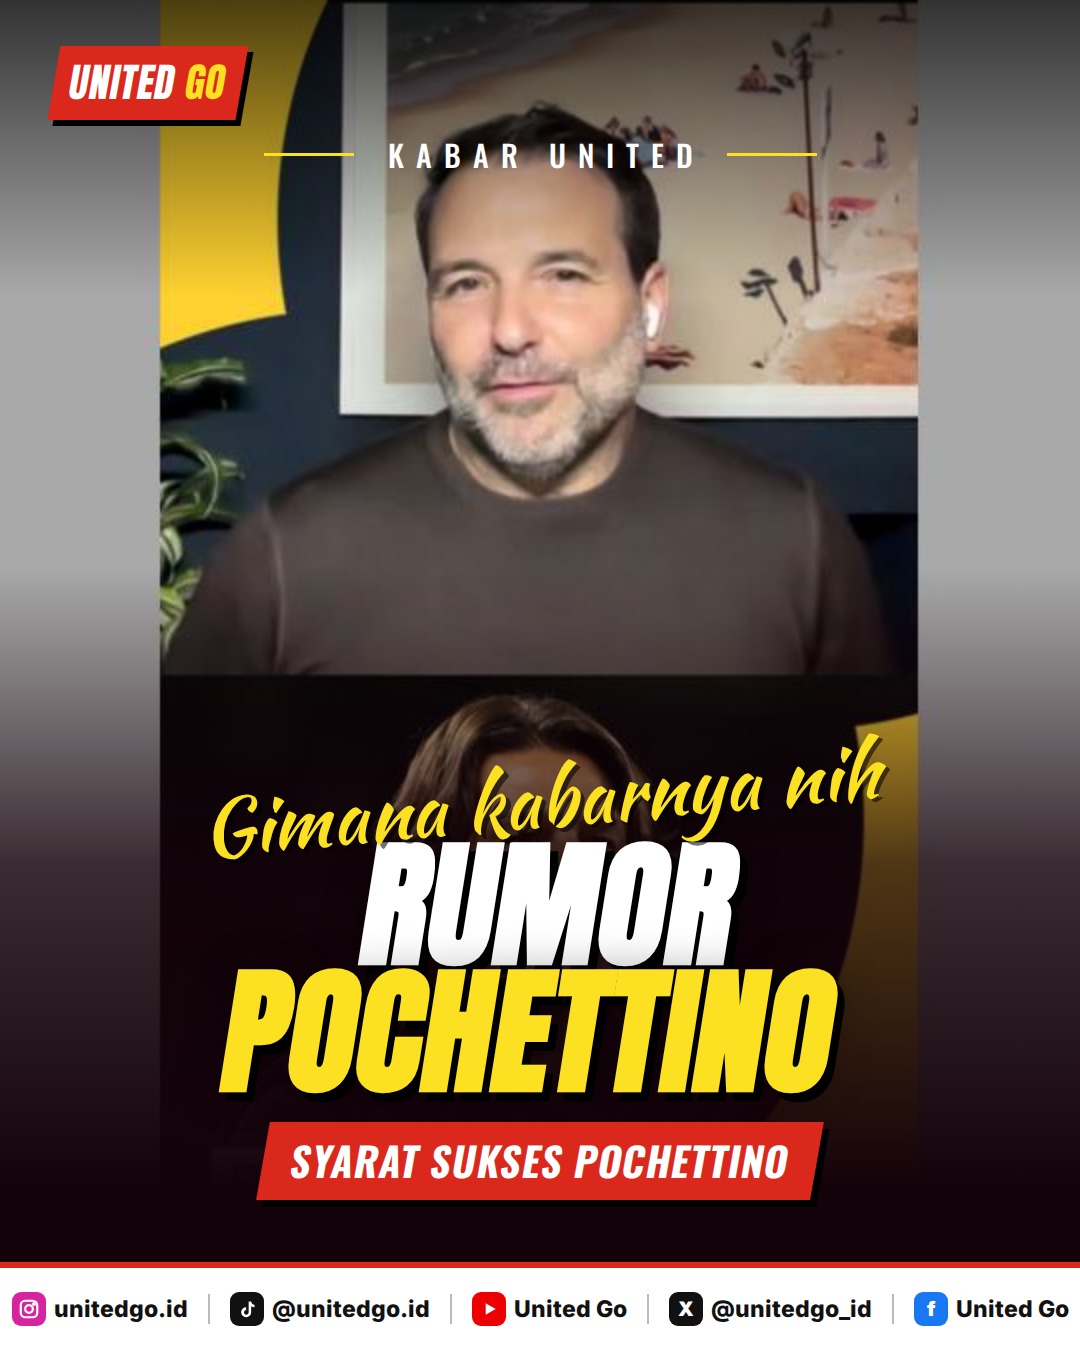 UNITED GO
KABAR UNITED
Gimana kabarnya nih
RUMOR
POCHETTINO
SYARAT SUKSES POCHETTINO
unitedgo.id
@unitedgo.id
United Go
@unitedgo_id
United Go